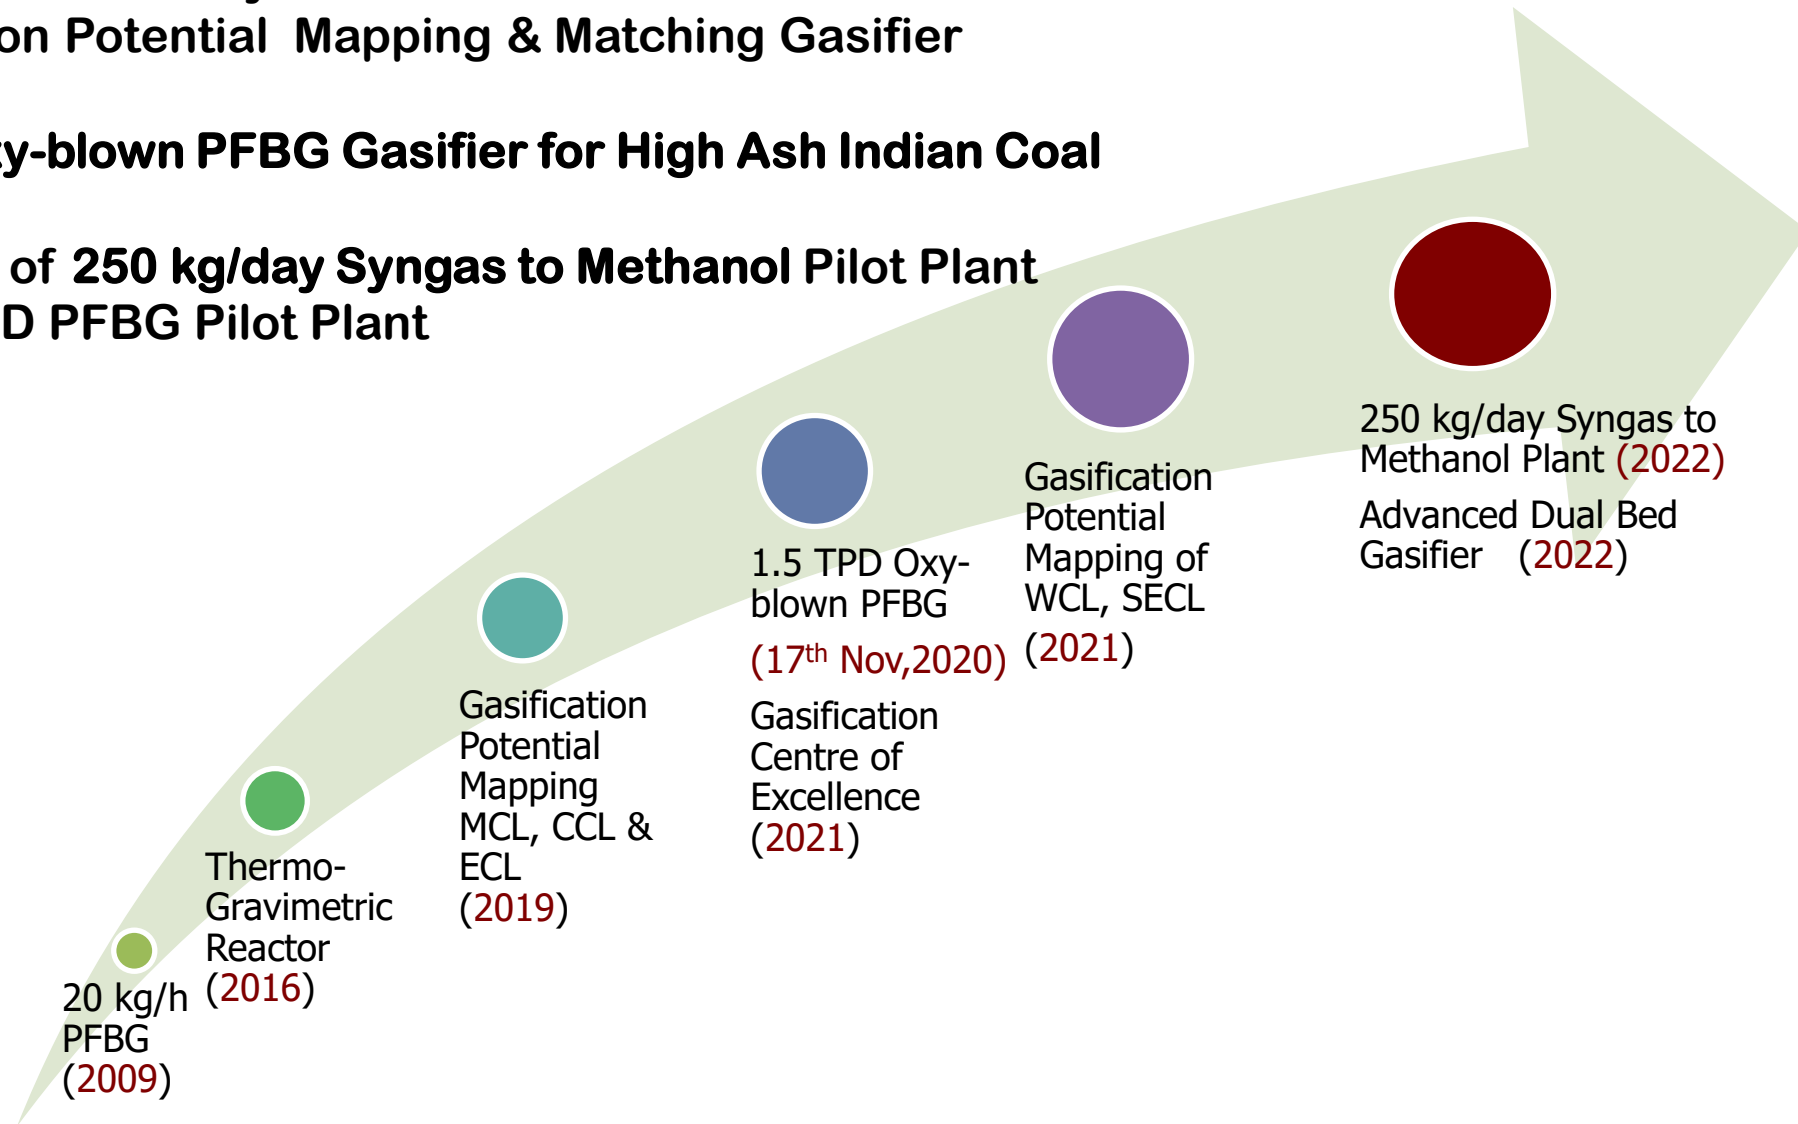 on Potential Mapping & Matching Gasifier
y-blown PFBG Gasifier for High Ash Indian Coal
of 250 kg/day Syngas to Methanol Pilot Plant
D PFBG Pilot Plant
250 kg/day Syngas to
Methanol Plant (2022)
Advanced Dual Bed
Gasifier (2022)
Gasification
Potential
Mapping of
WCL, SECL
(2021)
1.5 TPD Oxy-
blown PFBG
(17th Nov,2020)
Gasification
Centre of
Excellence
(2021)
Gasification
Potential
Mapping
MCL, CCL &
ECL
(2019)
Thermo-
Gravimetric
Reactor
(2016)
20 kg/h
PFBG
(2009)